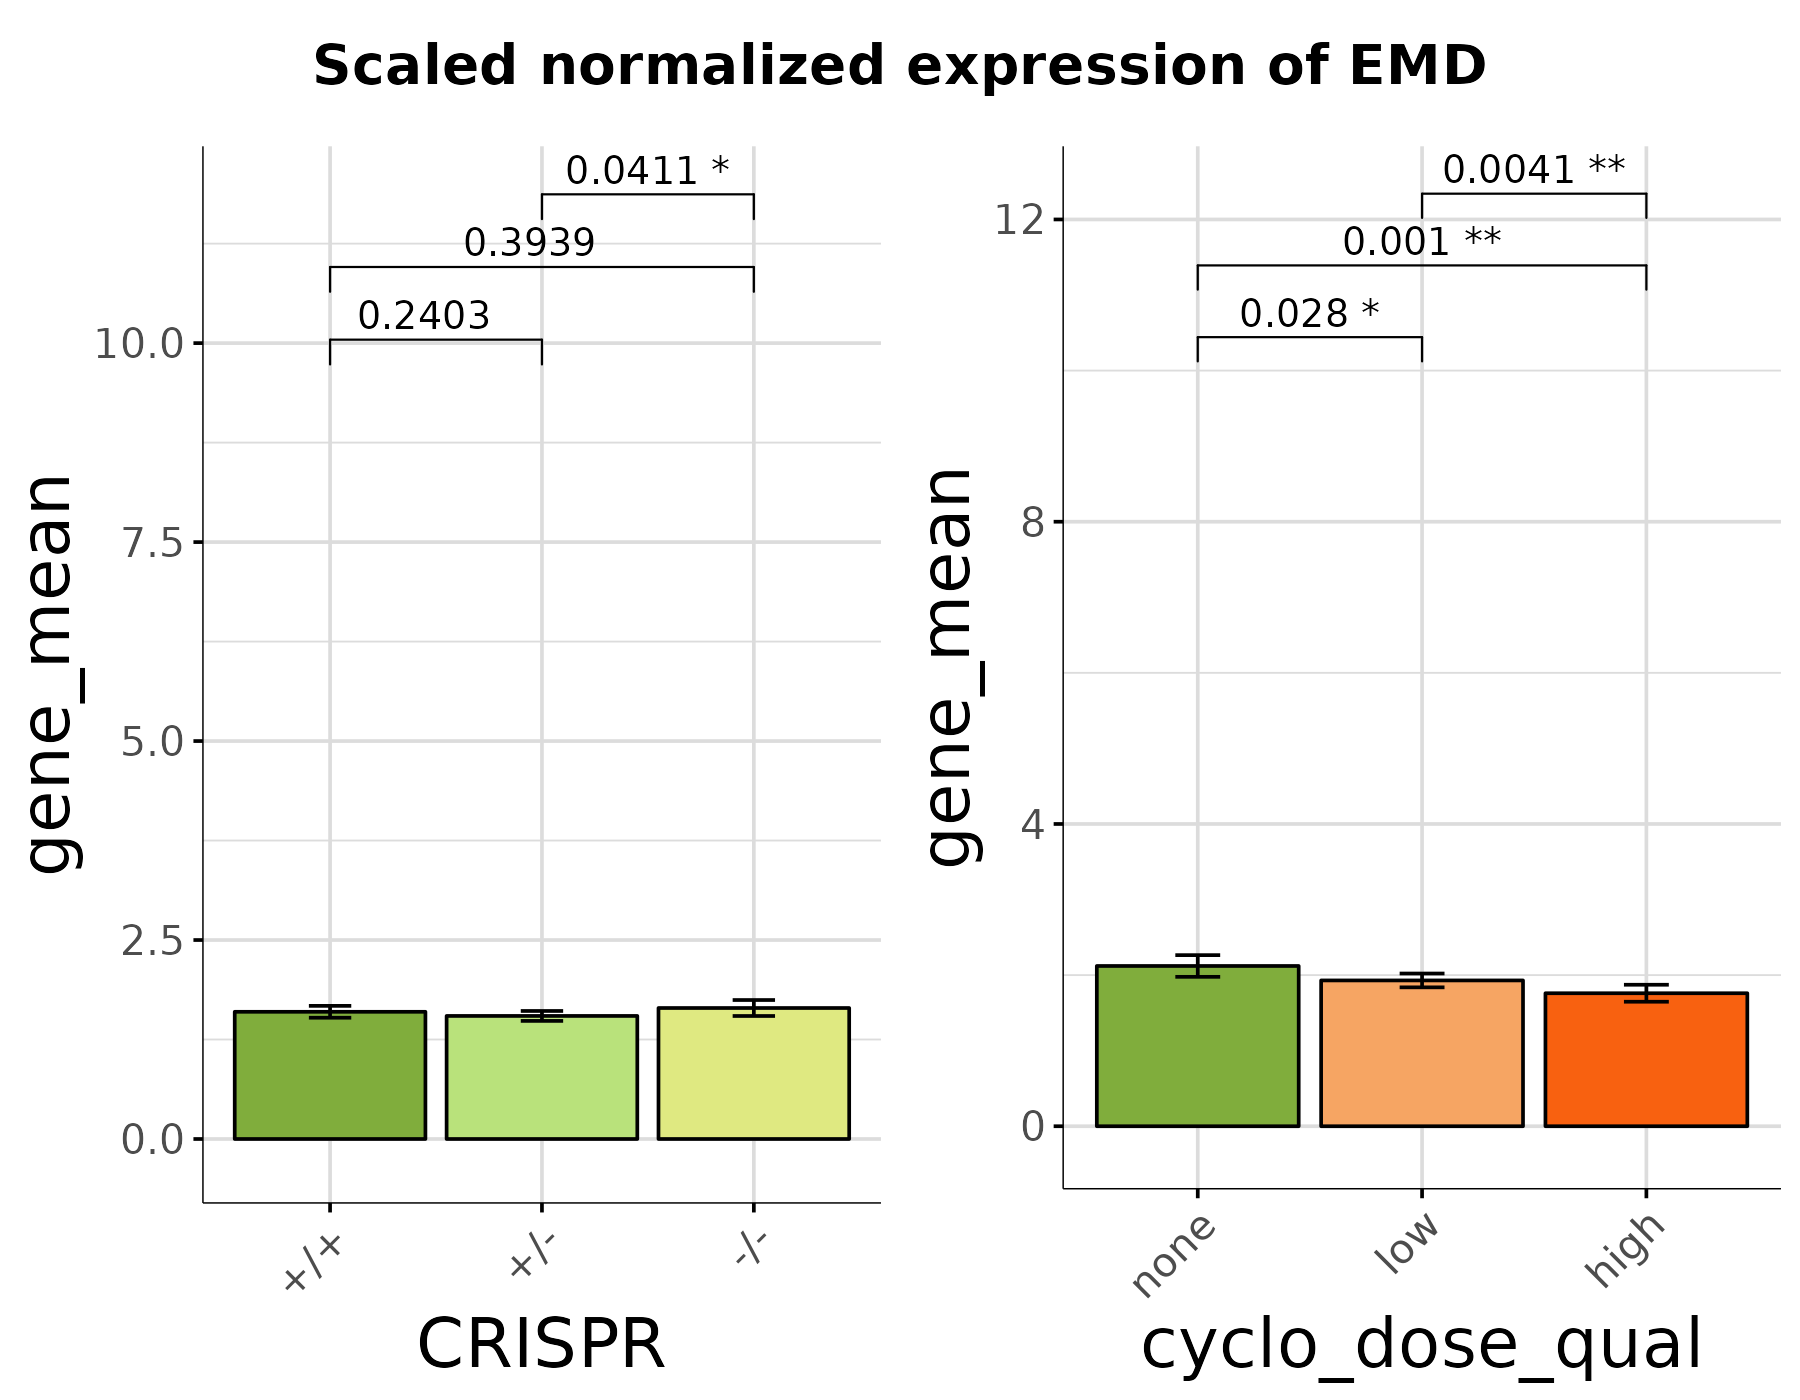 Scaled normalized expression of EMD
gene_mean
0.0411 *
0.3939
0.2403
10.0
7.5
5.0
2.5
0.0
+/+
+/-
-/-
CRISPR
gene_mean
0.0041 **
0.001 **
0.028 *
12
8
4
0
none
low
high
cyclo_dose_qual